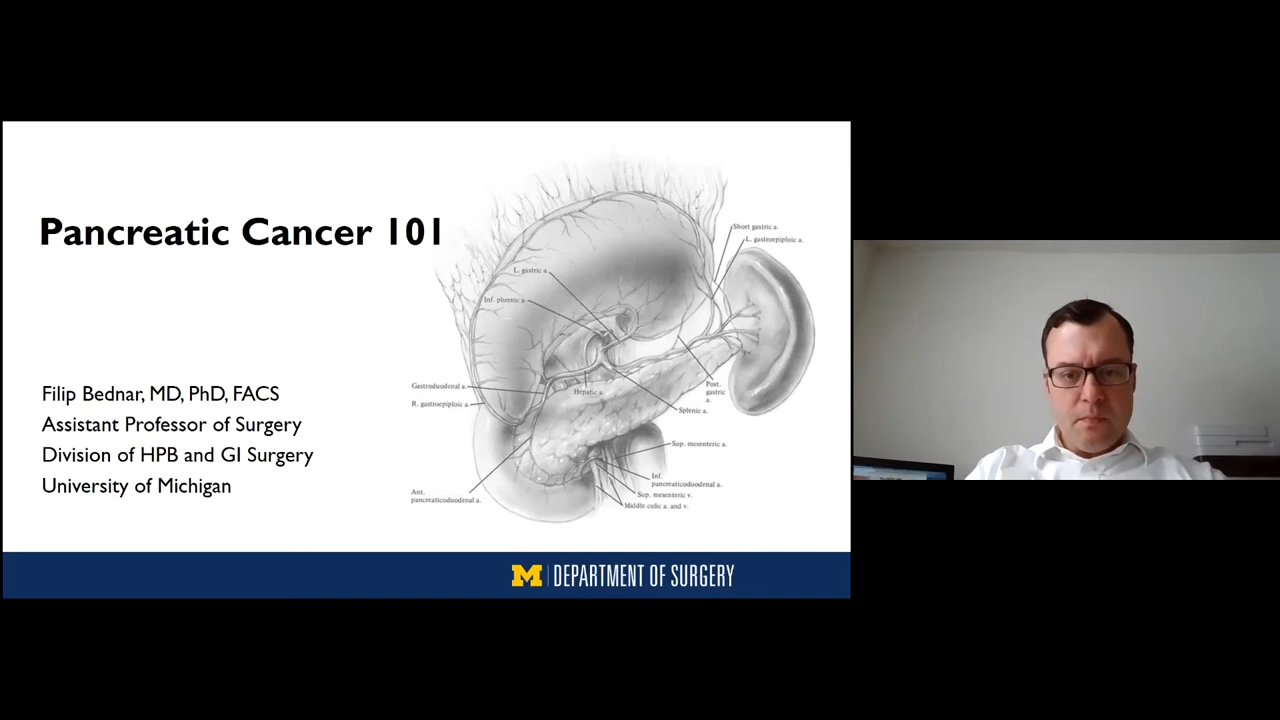 Pancreatic Cancer 101
Filip Bednar, MD, PhD, FACS
Assistant Professor of Surgery
Division of HPB and GI Surgery
University of Michigan
Short gastric a.
L. gastroepiploic a.
L. gastric a.
Inf. phrenic a.
Gastroduodenal a.
R. gastroepiploic a.
Hepatic a.
Post.
gastric
a.
Splenic a.
Sup. mesenteric a.
Inf.
pancreaticoduodenal a.
Sup. mesenteric v.
Middle colic a. and v.
Ant.
pancreaticoduodenal a.
M DEPARTMENT OF SURGERY